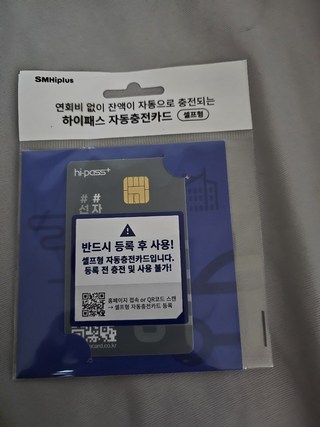 SMHiplus
연회비 없이 잔액이 자동으로 충전되는
하이패스 자동충전카드 셀프형
hi-pass+
# #
선 자
반드시 등록 후 사용!
셀프형 자동충전카드입니다.
등록 전 충전 및 사용 불가!
홈페이지 접속 or QR코드 스캔
→ 셀프형 자동충전카드 등록